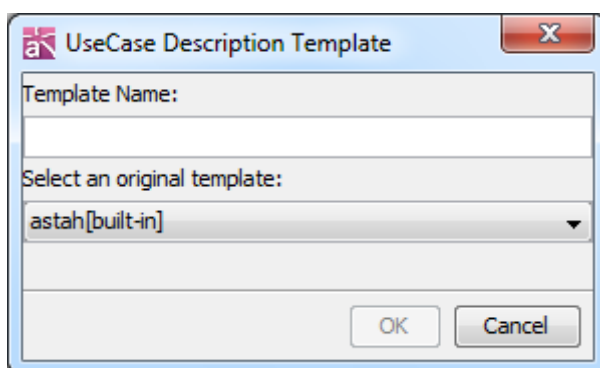 UseCase Description Template
Template Name:
Select an original template:
astah[built-in]
OK
Cancel